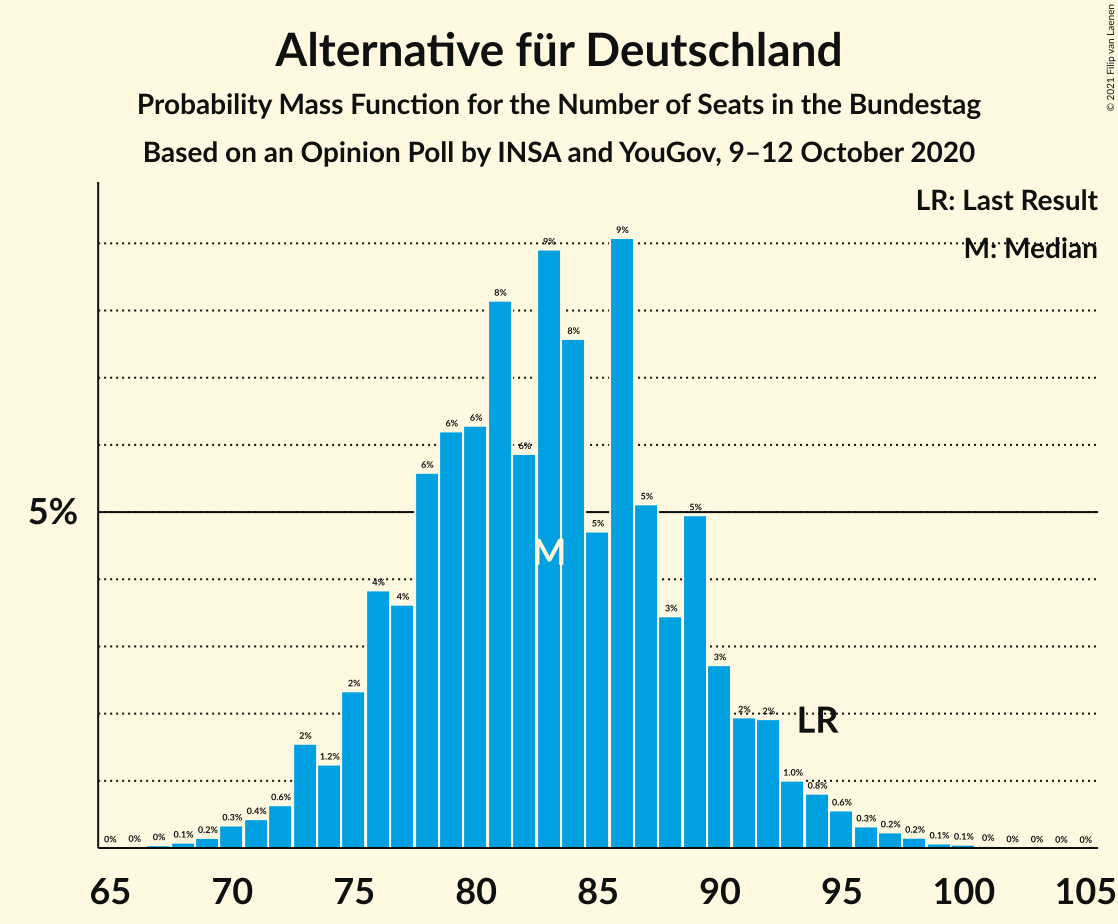 Alternative für Deutschland
Probability Mass Function for the Number of Seats in the Bundestag
Based on an Opinion Poll by INSA and YouGov, 9–12 October 2020
© 2021 Filip van Laenen
LR: Last Result
M: Median
5%
0% 0% 0% 0.1% 0.2% 0.3% 0.4% 0.6% 2% 1.2% 2% 4% 4% 6% 6% 6% 8% 6% 9% 8% 5% 9% 5% 3% 5% 3% 2% 2% 1.0% 0.8% 0.6% 0.3% 0.2% 0.2% 0.1% 0.1% 0% 0% 0% 0% 0%
M
LR
65 70 75 80 85 90 95 100 105